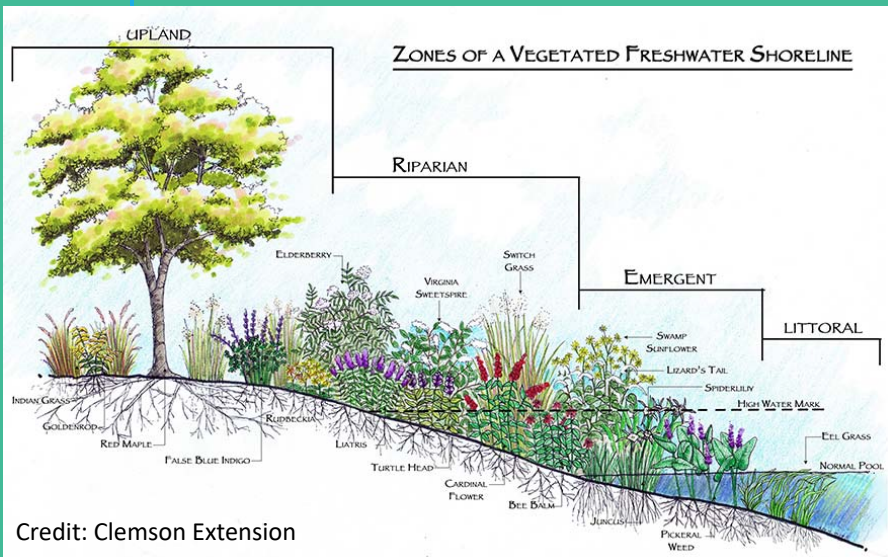 UPLAND
ZONES OF A VEGETATED FRESHWATER SHORELINE
RIPARIAN
ELDERBERRY
SWITCH
GRASS
VIRGINIA
SWEETSPIRE
EMERGENT
LITTORAL
SWAMP
SUNFLOWER
LIZARD'S TAIL
SPIDERLILIY
HIGH WATER MARK
INDIAN GRASS
GOLDENROD
RED MAPLE
FALSE BLUE INDIGO
RUDBECKIA
LIATRIS
TURTLE HEAD
CARDINAL
FLOWER
BEE BALM
JUNCUS
PICKERAL
WEED
EEL GRASS
NORMAL POOL
Credit: Clemson Extension